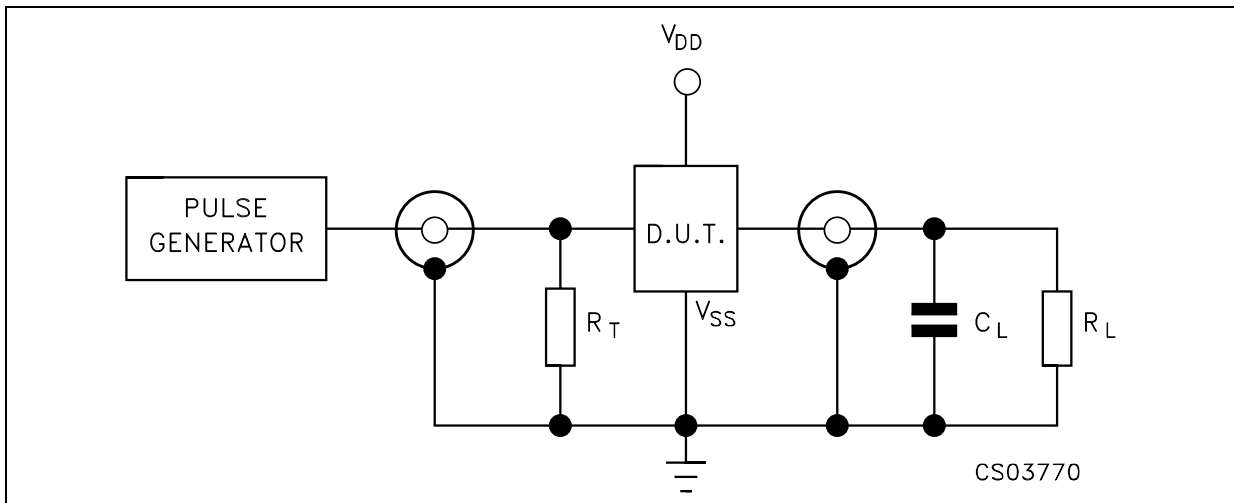 VDD
PULSE
GENERATOR
D.U.T.
VSS
RT
CL
RL
CS03770